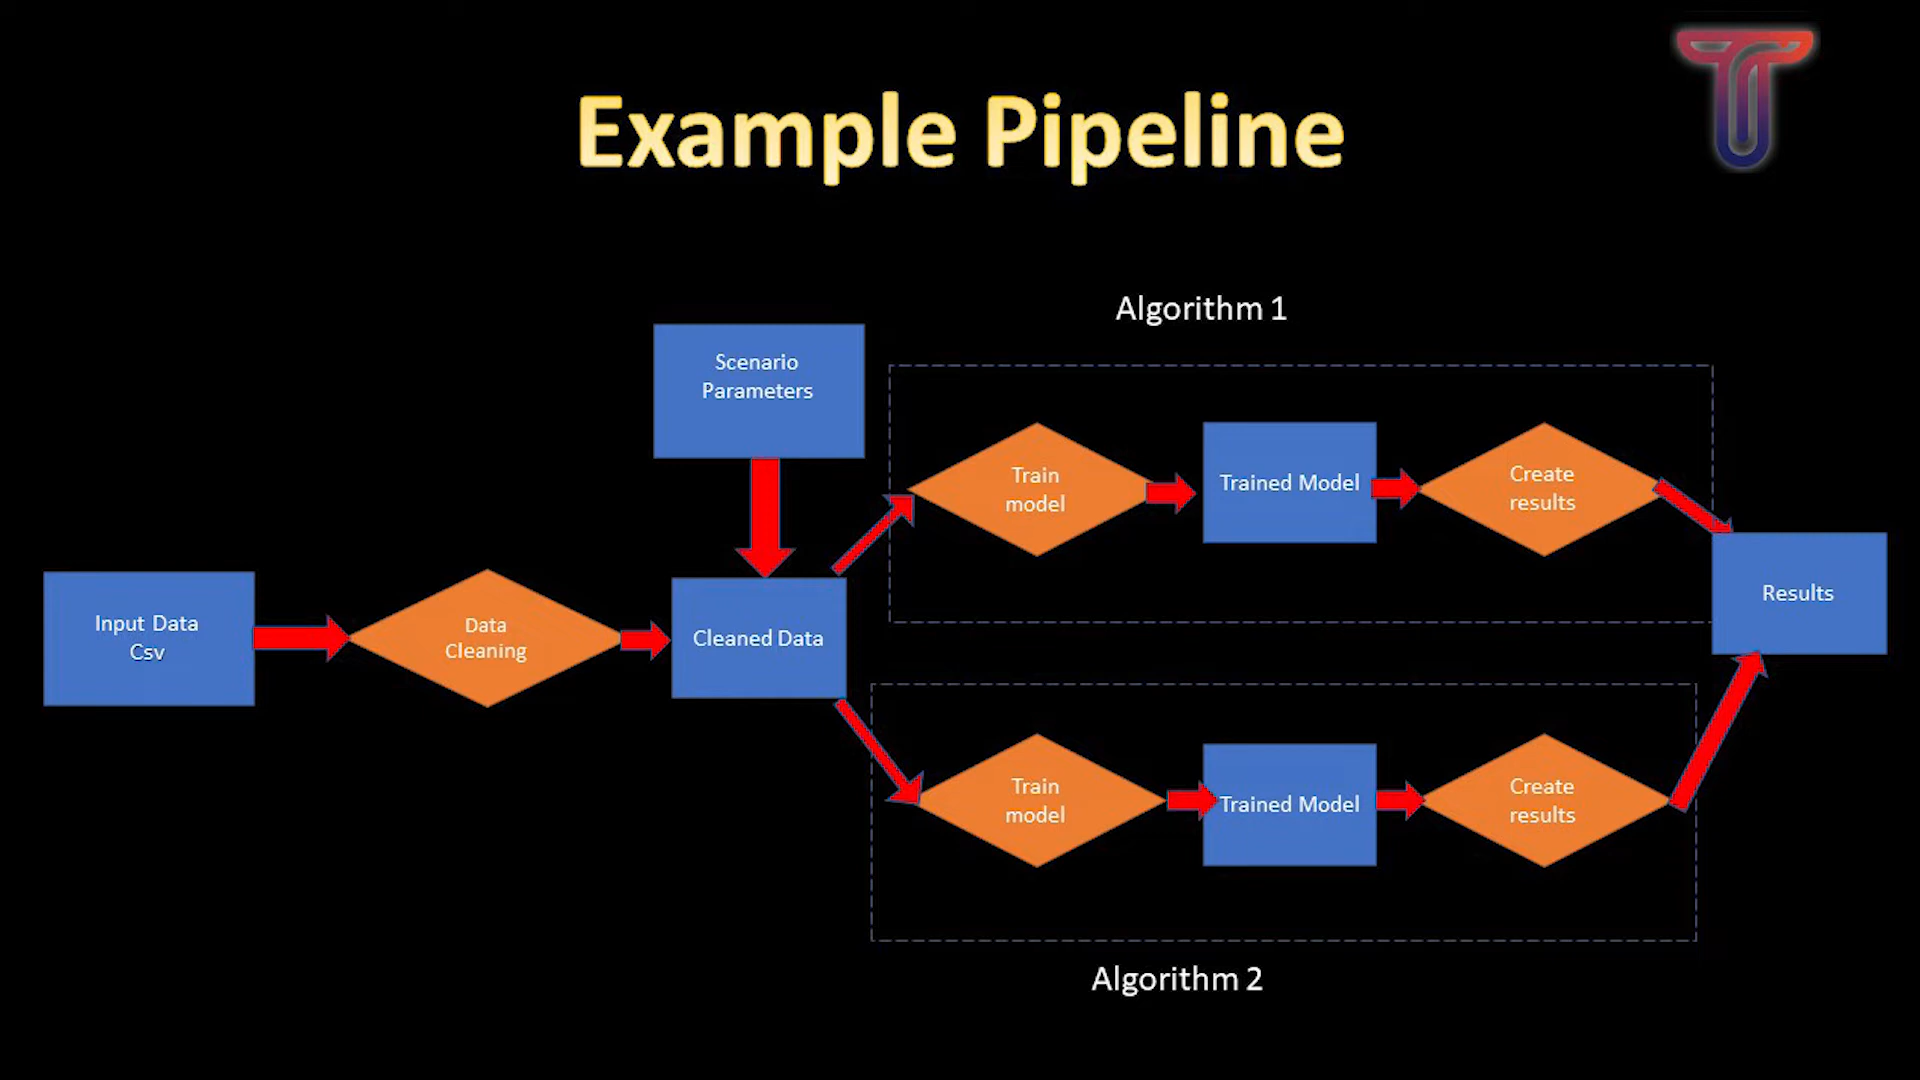 Example Pipeline
Algorithm 1
Scenario
Parameters
Train
model
Trained Model
Create
results
Results
Input Data
Csv
Data
Cleaning
Cleaned Data
Train
model
Trained Model
Create
results
Algorithm 2